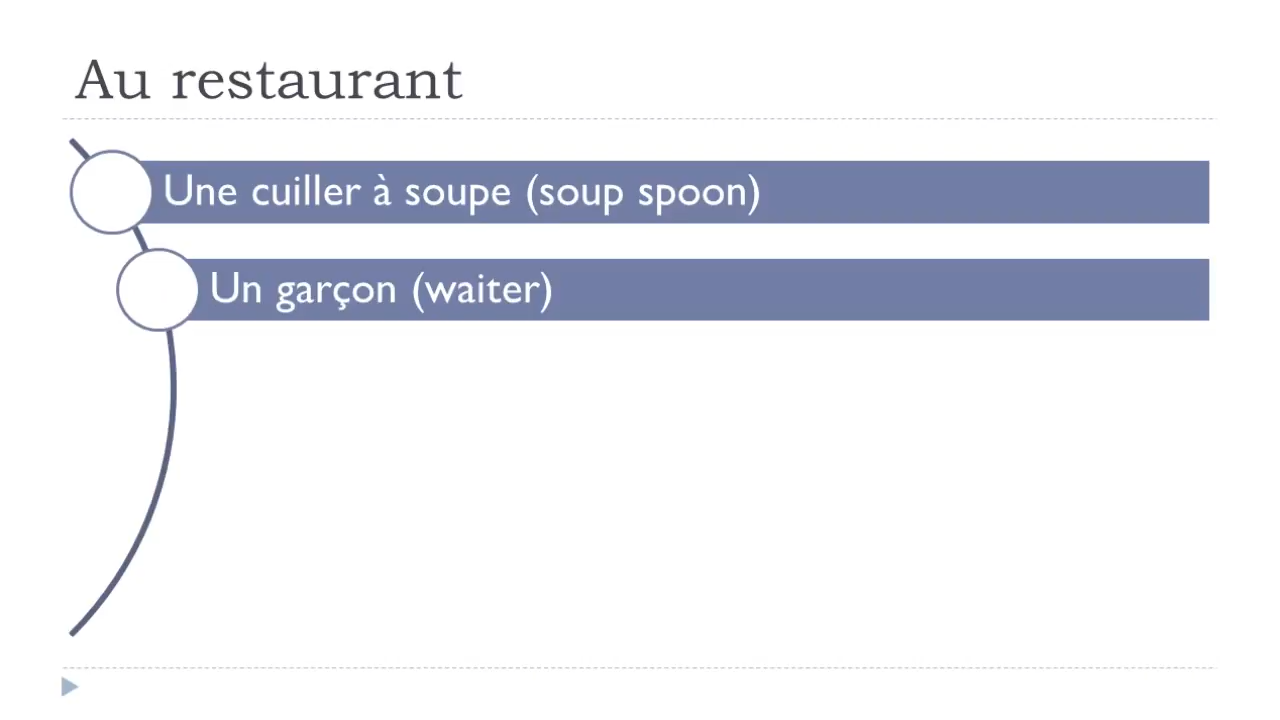 Au restaurant
Une cuiller à soupe (soup spoon)
Un garçon (waiter)